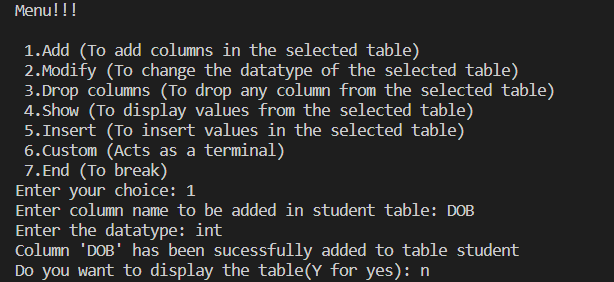 Menu!!!
1.Add (To add columns in the selected table)
2.Modify (To change the datatype of the selected table)
3.Drop columns (To drop any column from the selected table)
4.Show (To display values from the selected table)
5.Insert (To insert values in the selected table)
6.Custom (Acts as a terminal)
7.End (To break)
Enter your choice: 1
Enter column name to be added in student table: DOB
Enter the datatype: int
Column 'DOB' has been sucessfully added to table student
Do you want to display the table(Y for yes): n